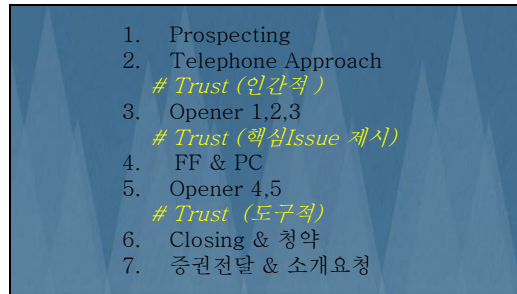 1. Prospecting
2. Telephone Approach
# Trust (인간적 )
3. Opener 1,2,3
# Trust (핵심Issue 제시)
4. FF & PC
5. Opener 4,5
# Trust (도구적)
6. Closing & 청약
7. 증권전달 & 소개요청